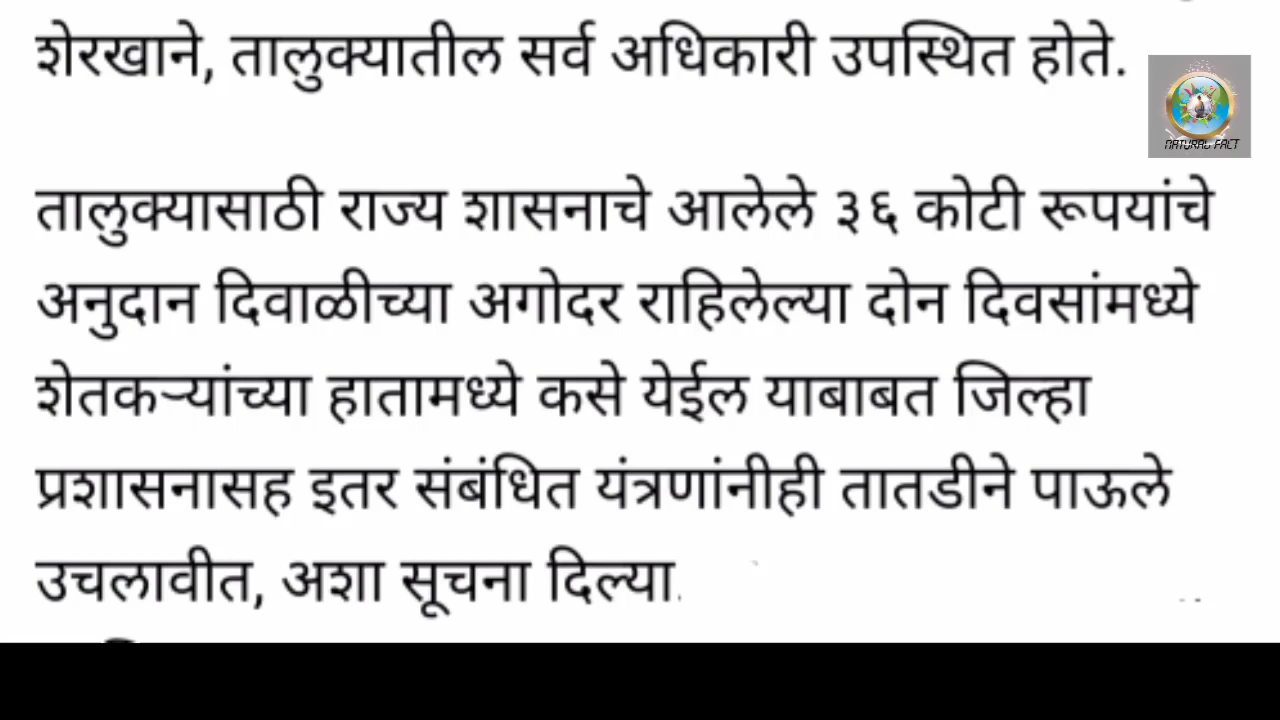 शेरखाने, तालुक्यातील सर्व अधिकारी उपस्थित होते.
NATURAL FACT
तालुक्यासाठी राज्य शासनाचे आलेले ३६ कोटी रूपयांचे
अनुदान दिवाळीच्या अगोदर राहिलेल्या दोन दिवसांमध्ये
शेतकऱ्यांच्या हातामध्ये कसे येईल याबाबत जिल्हा
प्रशासनासह इतर संबंधित यंत्रणांनीही तातडीने पाऊले
उचलावीत, अशा सूचना दिल्या.